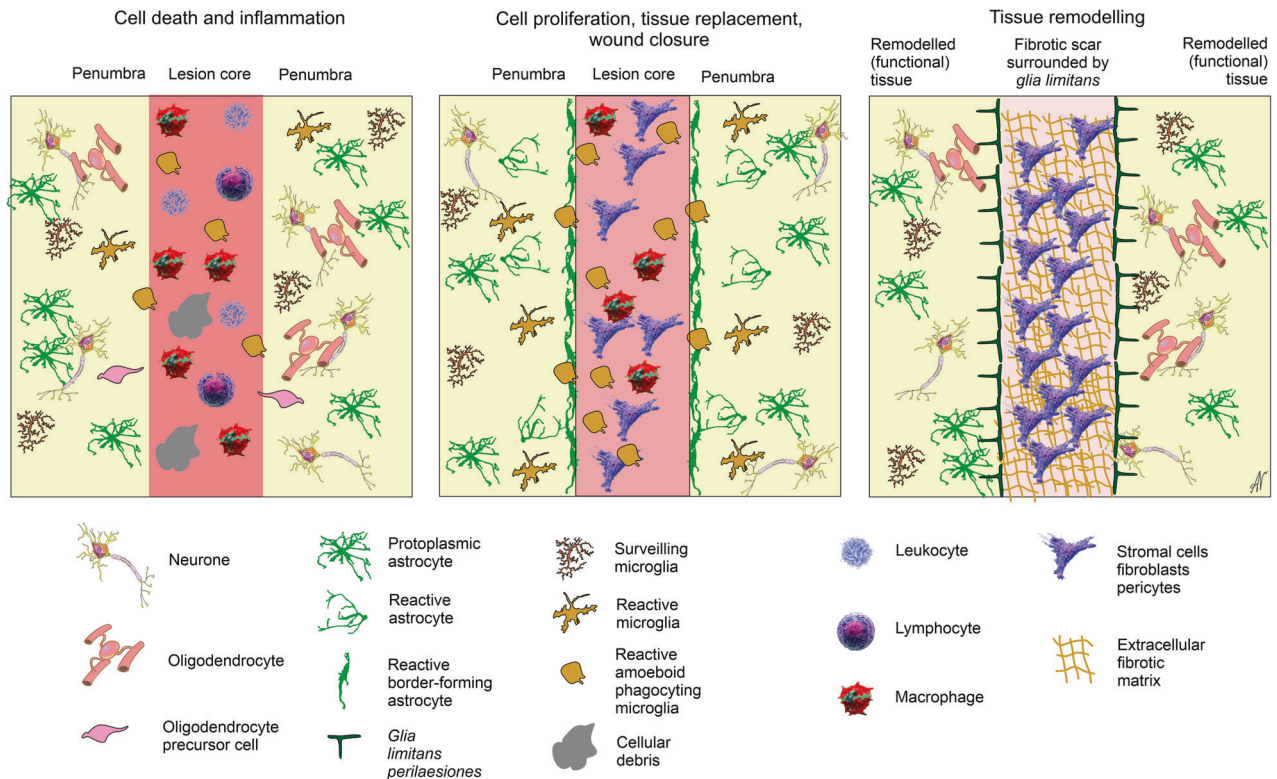 Cell death and inflammation
Cell proliferation, tissue replacement,
wound closure
Tissue remodelling
Penumbra
Lesion core
Penumbra
Penumbra
Lesion core
Penumbra
Remodelled
(functional)
tissue
Fibrotic scar
surrounded by
glia limitans
Remodelled
(functional)
tissue
Neurone
Oligodendrocyte
Oligodendrocyte
precursor cell
Protoplasmic
astrocyte
Reactive
astrocyte
Reactive
border-forming
astrocyte
Glia
limitans
perilaesiones
Surveilling
microglia
Reactive
microglia
Reactive
amoeboid
phagocyting
microglia
Cellular
debris
Leukocyte
Lymphocyte
Macrophage
Stromal cells
fibroblasts
pericytes
Extracellular
fibrotic
matrix